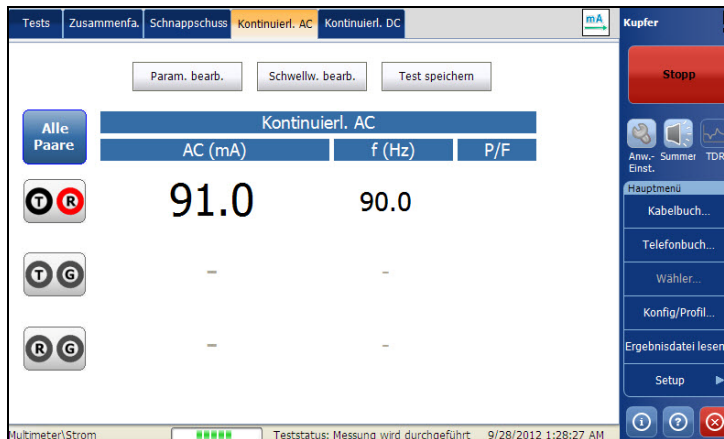 Tests Zusammenfa. Schnappschuss Kontinuierl. AC Kontinuierl. DC mA Kupfer
Param. bearb. Schwellw. bearb. Test speichern
Stopp
Alle
Paare
Kontinuierl. AC
AC (mA) f (Hz) P/F
T R 91.0 90.0
T G – –
R G – –
Anw.- Summer TDR
Einst.
Hauptmenü
Kabelbuch...
Telefonbuch...
Wähler...
Konfig/Profil...
Ergebnisdatei lesen
Setup
Multimeter\Strom Teststatus: Messung wird durchgeführt 9/28/2012 1:28:27 AM